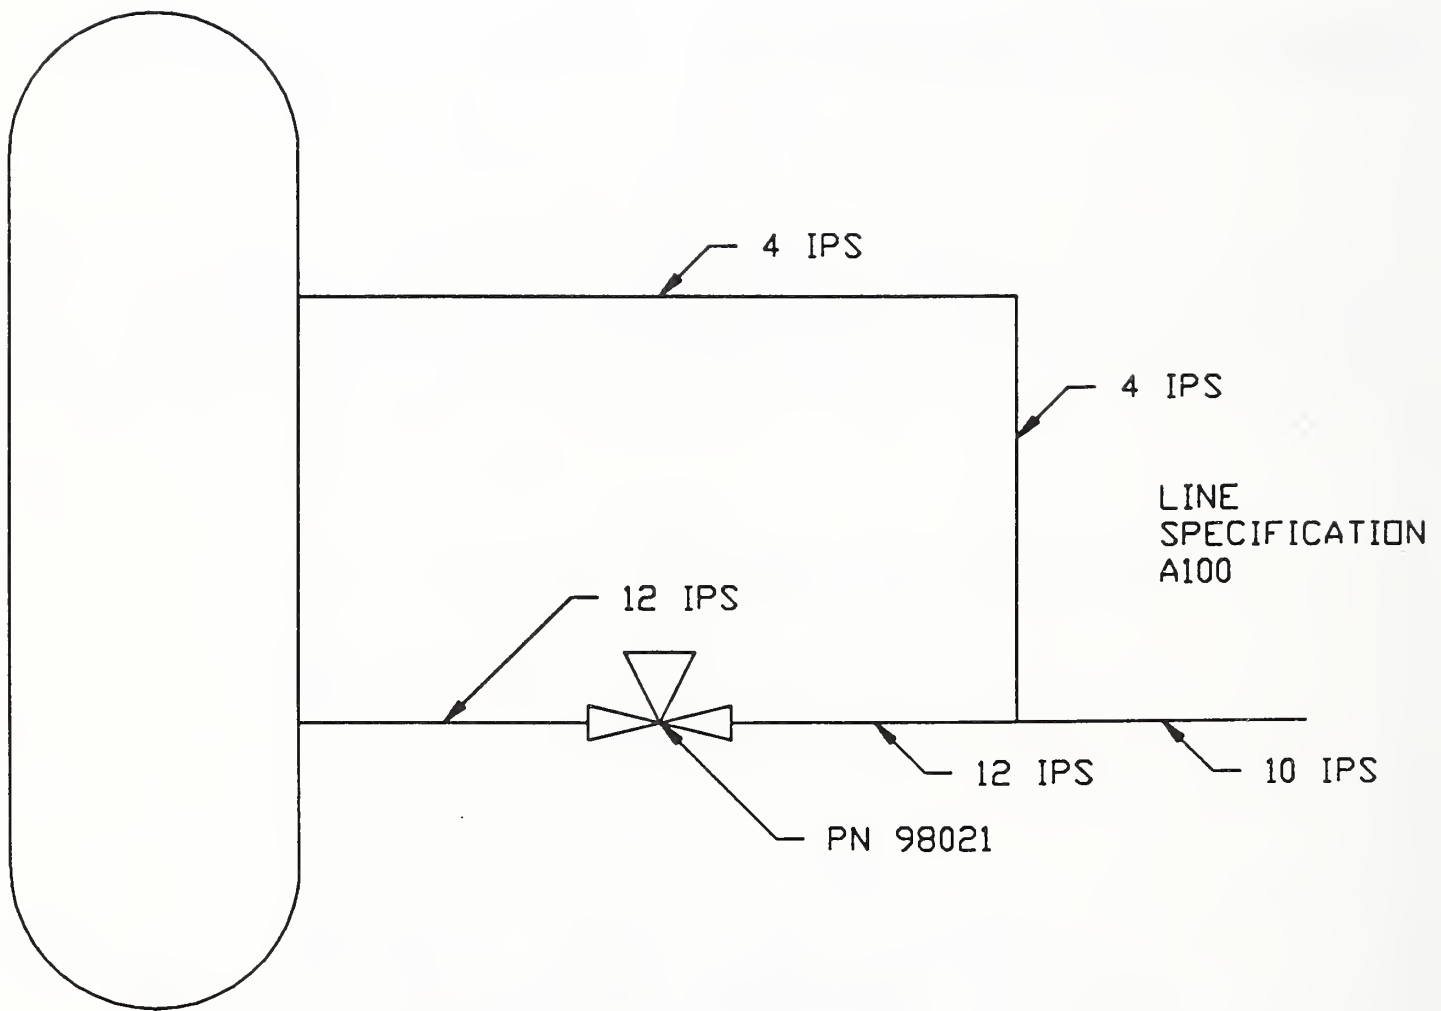 4 IPS
4 IPS
LINE
SPECIFICATION
A100
12 IPS
12 IPS
10 IPS
PN 98021